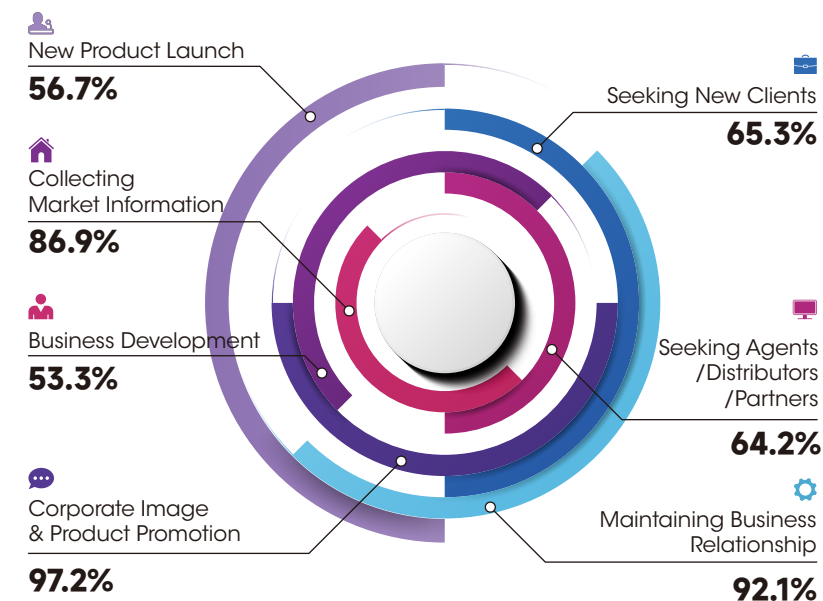 New Product Launch
56.7%
Collecting
Market Information
86.9%
Business Development
53.3%
Corporate Image
& Product Promotion
97.2%
Seeking New Clients
65.3%
Seeking Agents
/Distributors
/Partners
64.2%
Maintaining Business
Relationship
92.1%